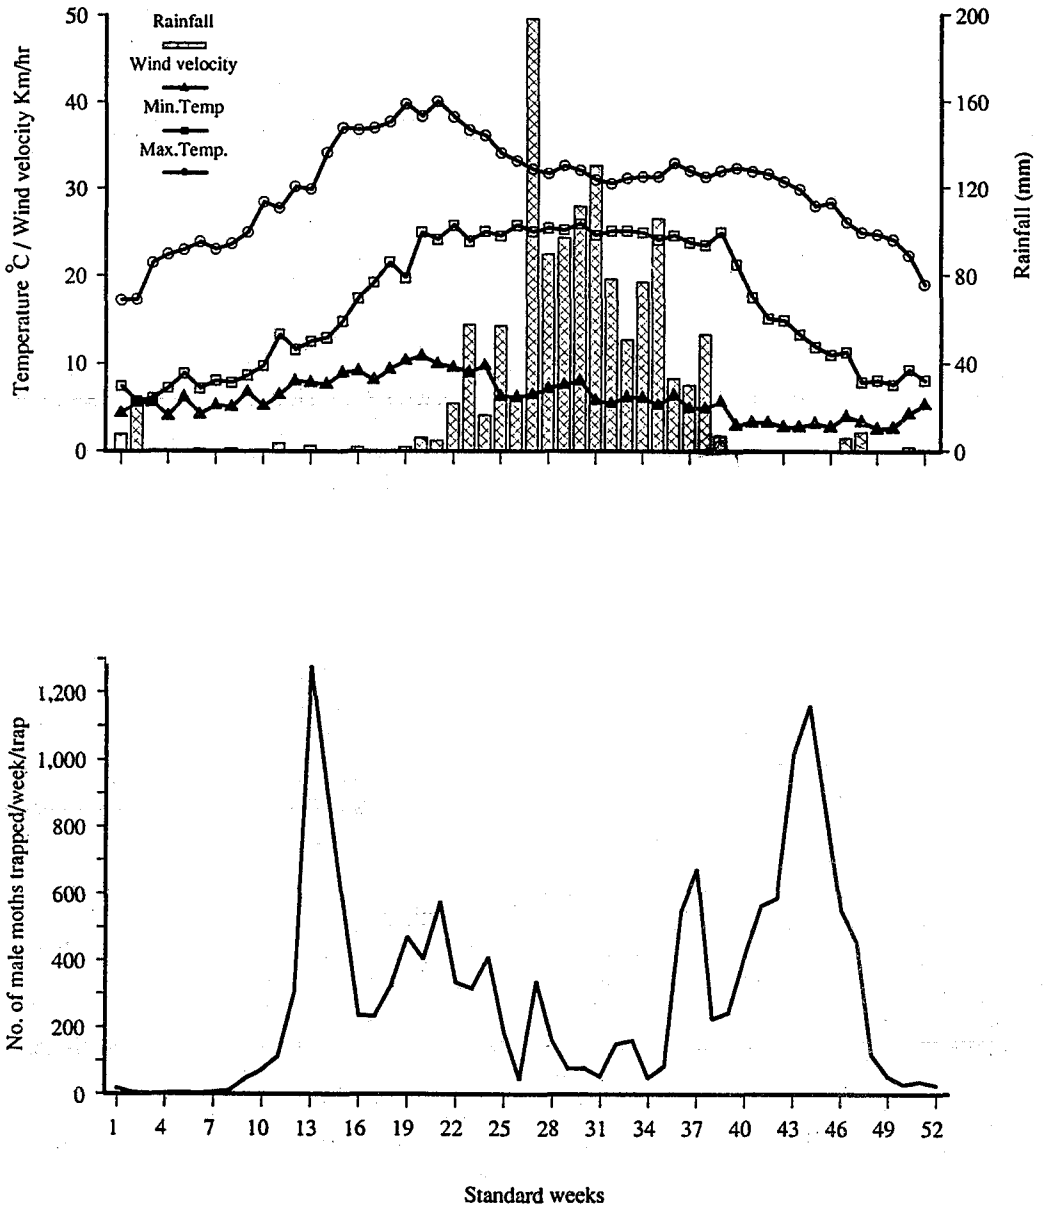 Rainfall
Wind velocity
Min.Temp
Max.Temp.
Temperature °C / Wind velocity Km/hr
50
40
30
20
10
0
Rainfall (mm)
200
160
120
80
40
0
No. of male moths trapped/week/trap
1,200
1,000
800
600
400
200
0
1 4 7 10 13 16 19 22 25 28 31 34 37 40 43 46 49 52
Standard weeks